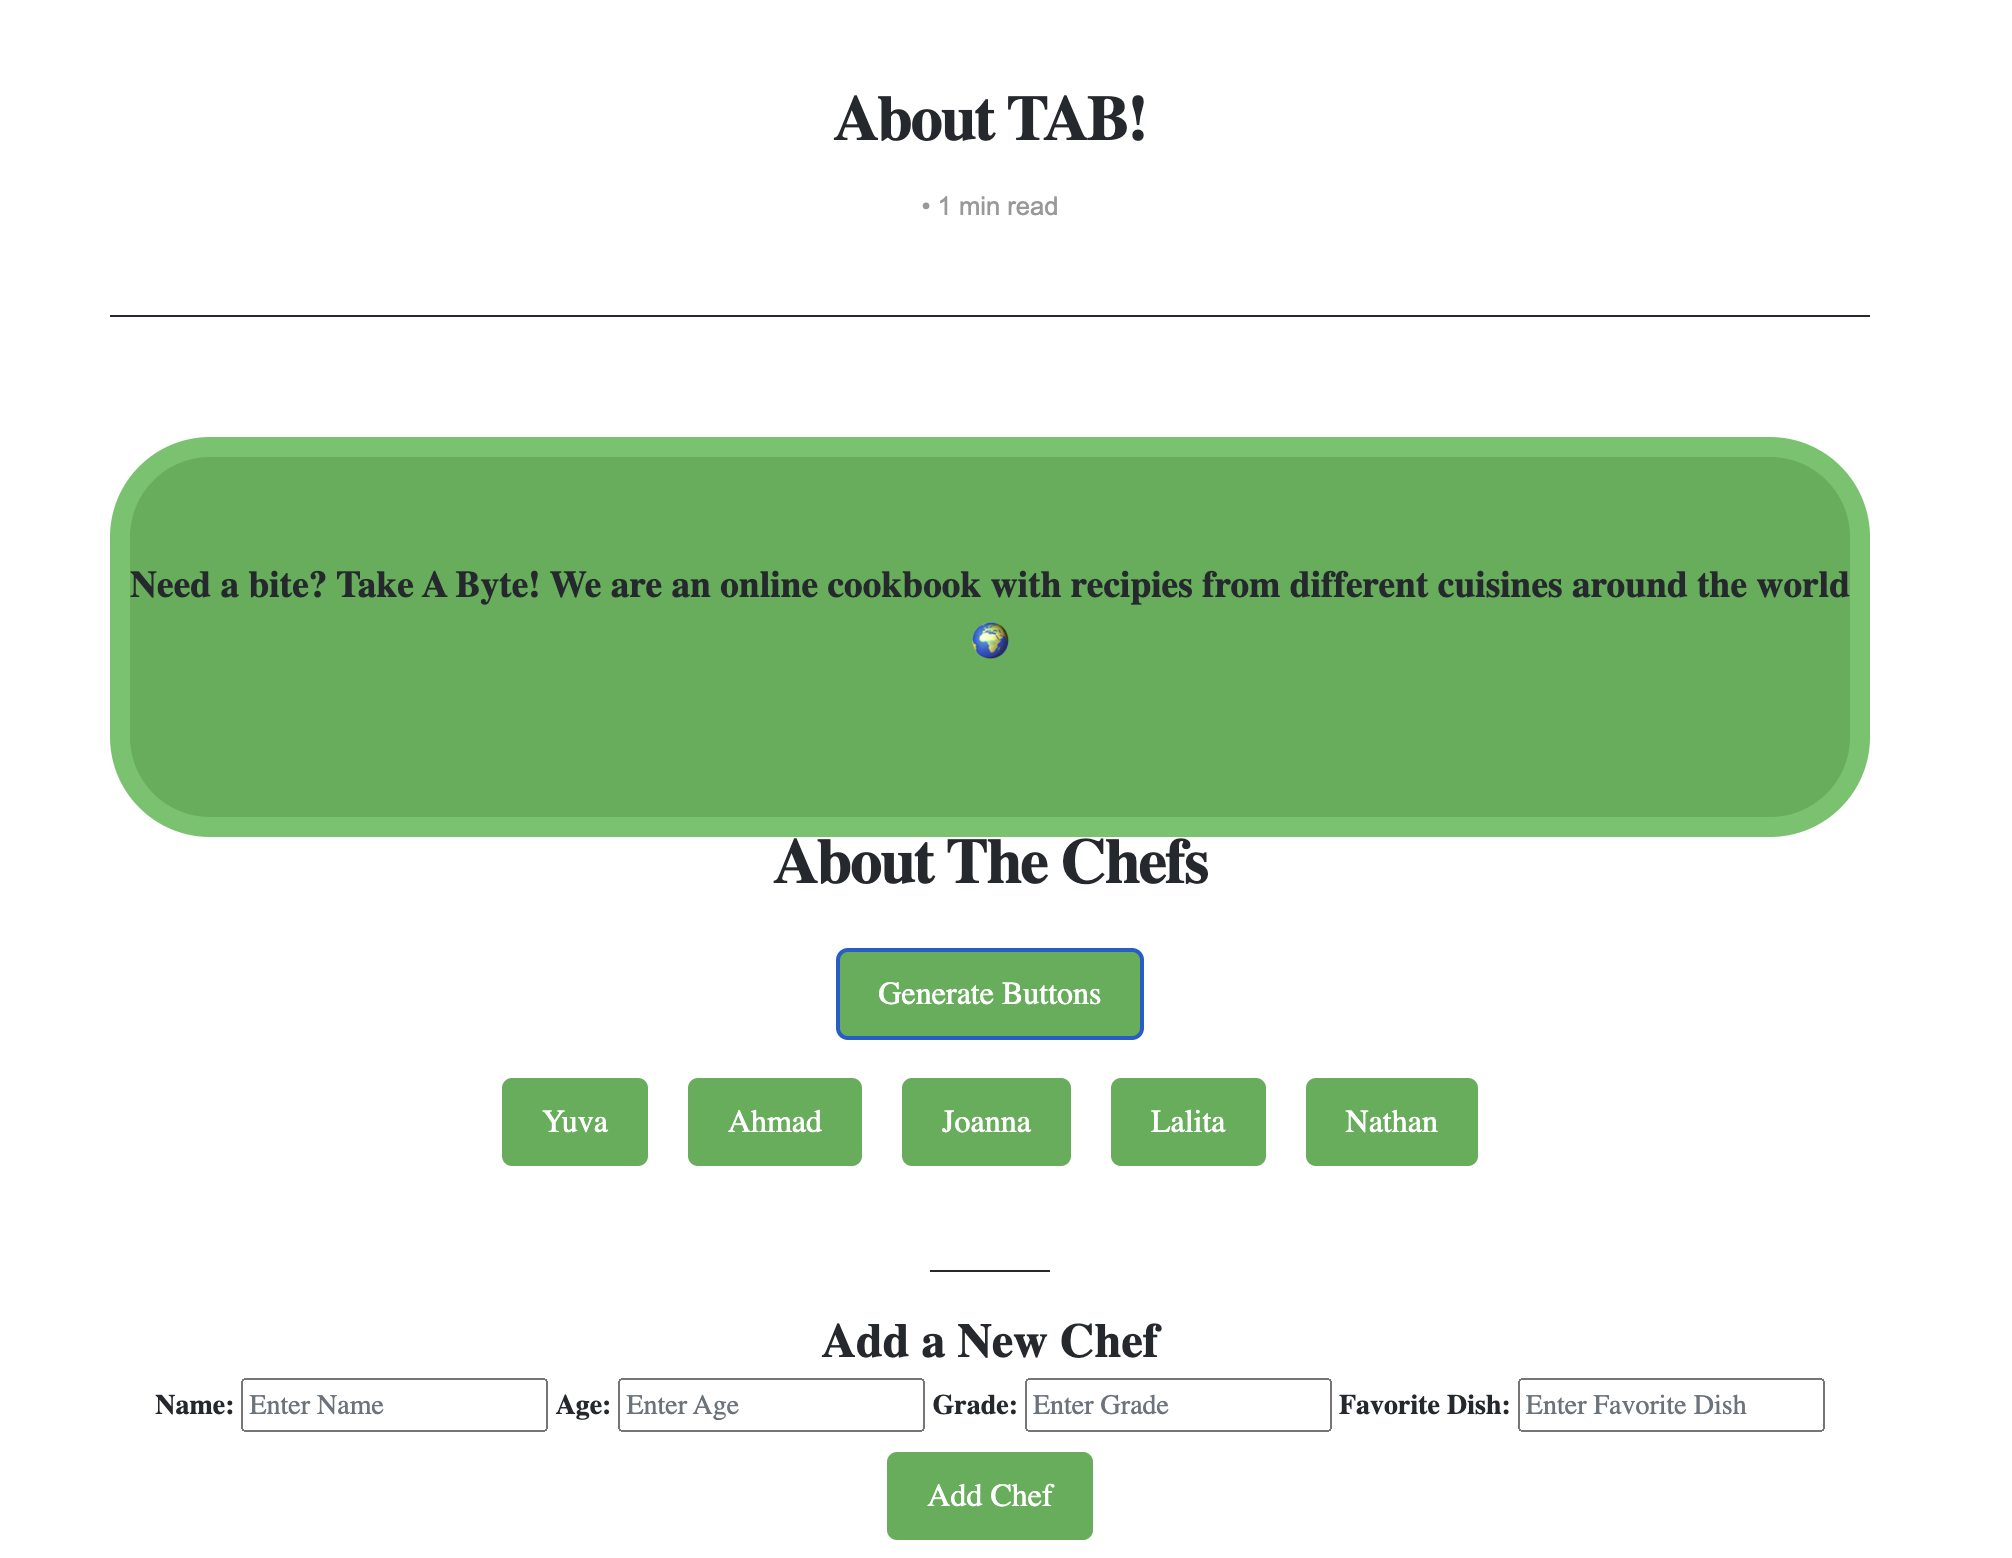 About TAB!
• 1 min read
Need a bite? Take A Byte! We are an online cookbook with recipies from different cuisines around the world
🌍
About The Chefs
Generate Buttons
Yuva Ahmad Joanna Lalita Nathan
Add a New Chef
Name: Enter Name Age: Enter Age Grade: Enter Grade Favorite Dish: Enter Favorite Dish
Add Chef